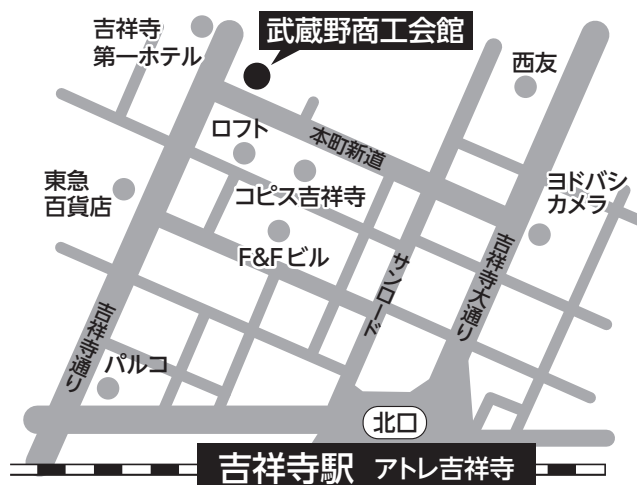 吉祥寺
第一ホテル
武蔵野商工会館
西友
ロフト
本町新道
東急
百貨店
コピス吉祥寺
ヨドバシ
カメラ
F&Fビル
サンロード
吉祥寺大通り
吉祥寺通り
パルコ
北口
吉祥寺駅 アトレ吉祥寺